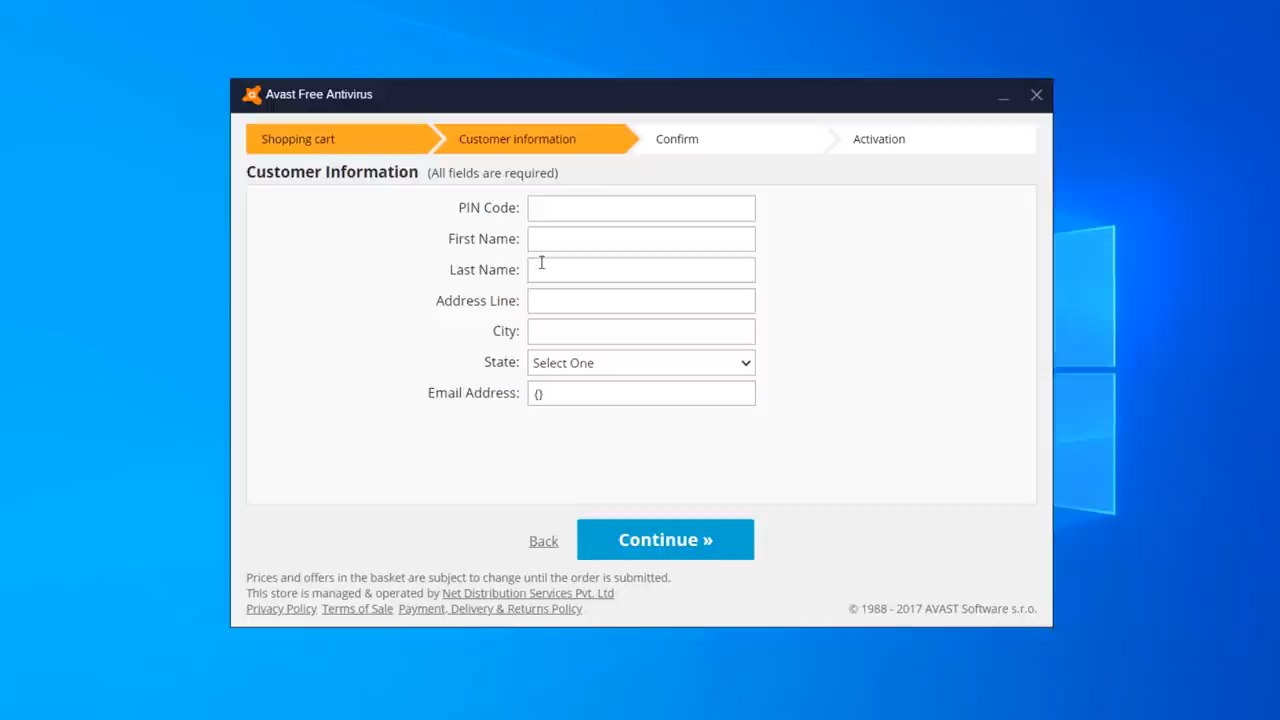 Avast Free Antivirus
Shopping cart Customer information Confirm Activation
Customer Information (All fields are required)
PIN Code:
First Name:
Last Name:
Address Line:
City:
State: Select One
Email Address: {}
Back Continue »
Prices and offers in the basket are subject to change until the order is submitted.
This store is managed & operated by Net Distribution Services Pvt. Ltd
Privacy Policy Terms of Sale Payment, Delivery & Returns Policy © 1988 - 2017 AVAST Software s.r.o.